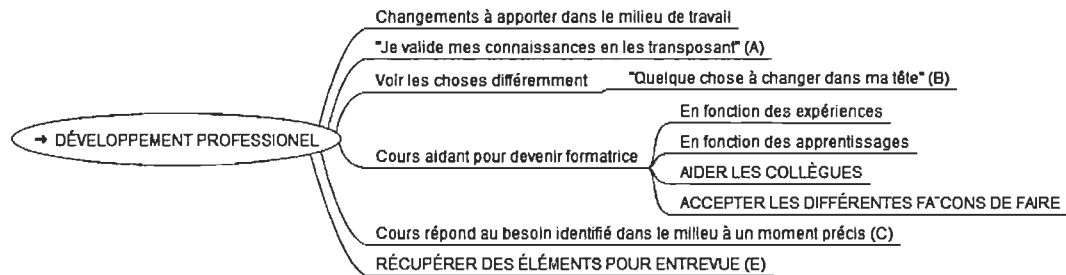 Changements à apporter dans le milieu de travail
"Je valide mes connaissances en les transposant" (A)
Voir les choses différemment
"Quelque chose à changer dans ma tête" (B)
→ DÉVELOPPEMENT PROFESSIONEL
Cours aidant pour devenir formatrice
En fonction des expériences
En fonction des apprentissages
AIDER LES COLLÈGUES
ACCEPTER LES DIFFÉRENTES FAÇONS DE FAIRE
Cours répond au besoin identifié dans le milieu à un moment précis (C)
RÉCUPÉRER DES ÉLÉMENTS POUR ENTREVUE (E)